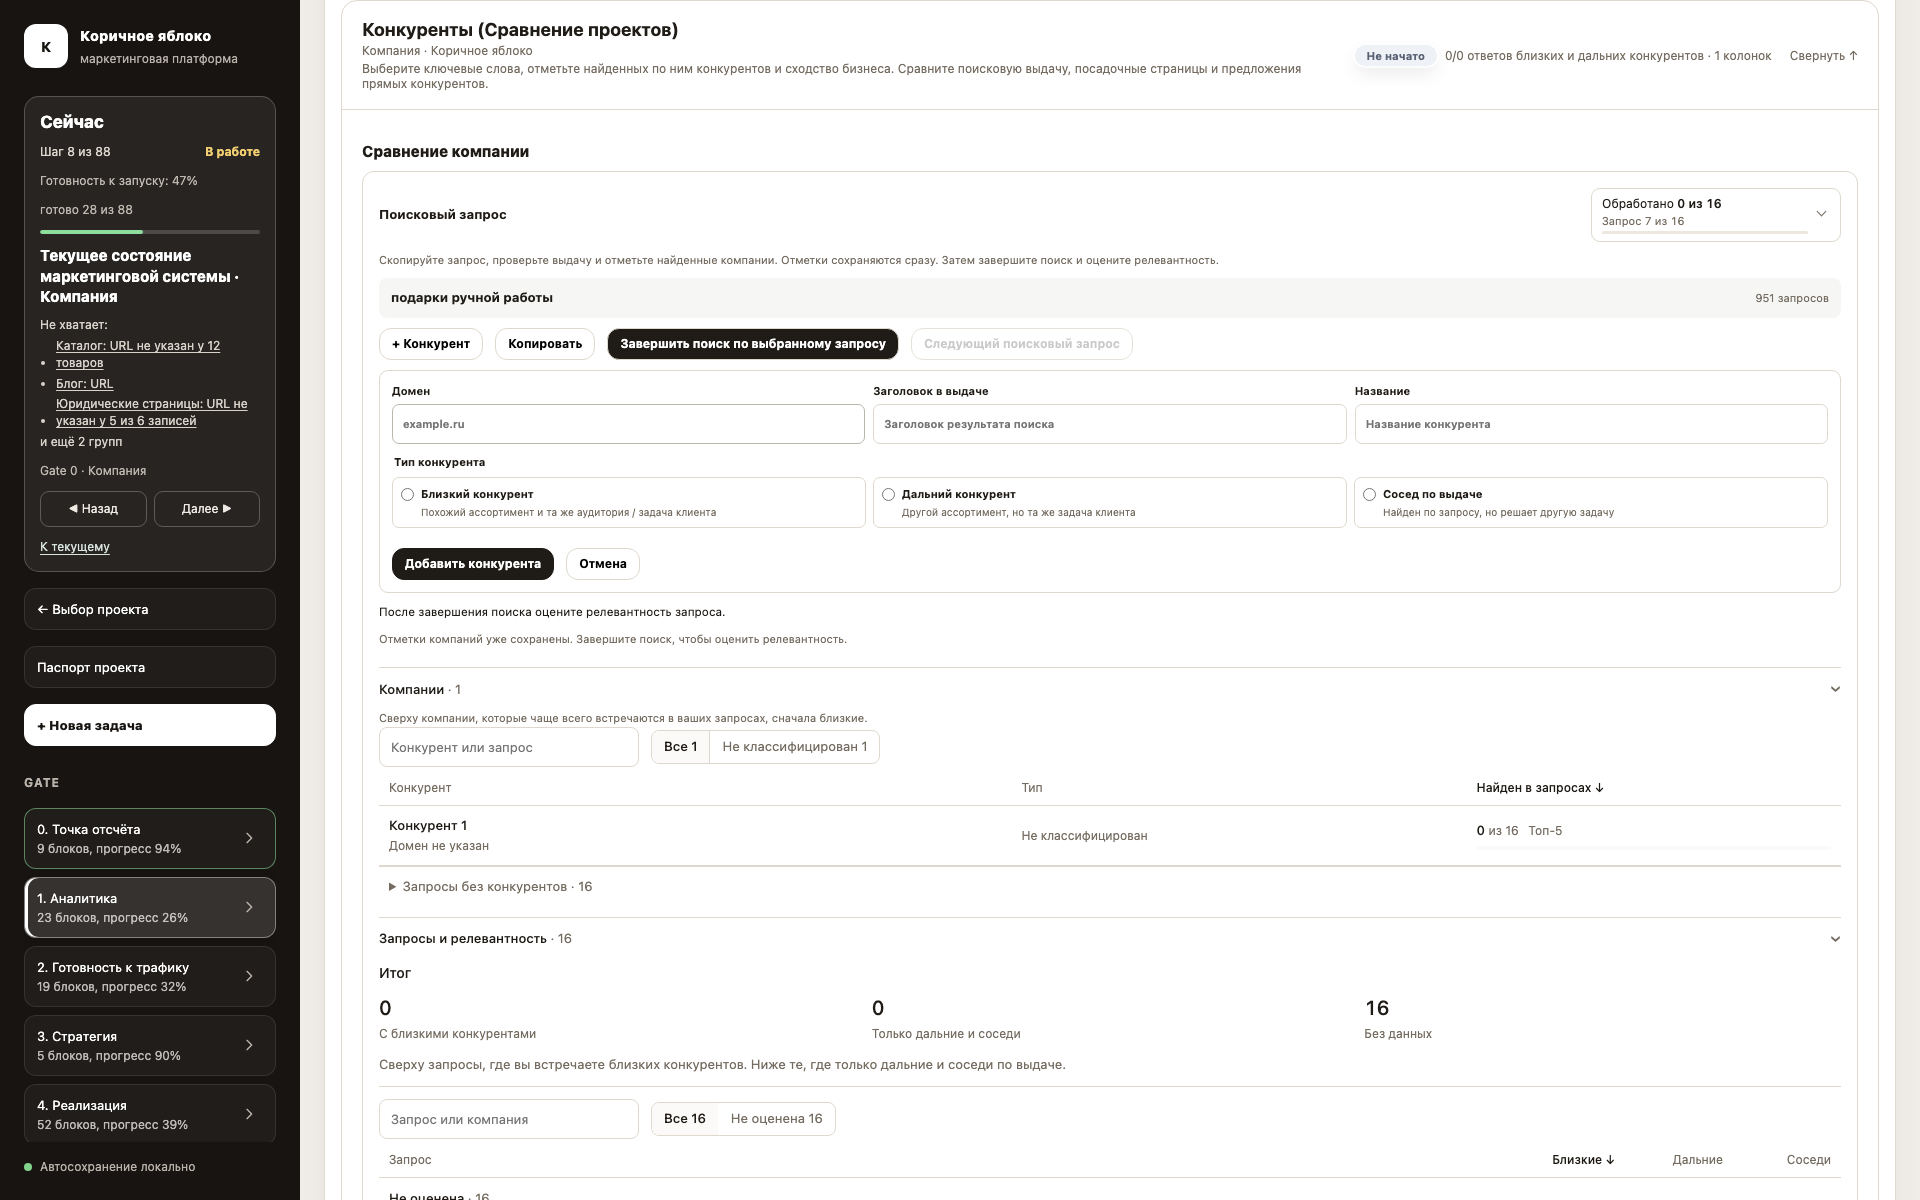 К
Коричное яблоко
маркетинговая платформа
Сейчас
Шаг 8 из 88
В работе
Готовность к запуску: 47%
готово 28 из 88
Текущее состояние
маркетинговой системы ·
Компания
Не хватает:
• Каталог: URL не указан у 12
товаров
• Блог: URL
• Юридические страницы: URL не
указан у 5 из 6 записей
и ещё 2 групп
Gate 0 · Компания
◀ Назад
Далее ▶
К текущему
← Выбор проекта
Паспорт проекта
+ Новая задача
GATE
0. Точка отсчёта
9 блоков, прогресс 94%
1. Аналитика
23 блоков, прогресс 26%
2. Готовность к трафику
19 блоков, прогресс 32%
3. Стратегия
5 блоков, прогресс 90%
4. Реализация
52 блоков, прогресс 39%
Автосохранение локально
Конкуренты (Сравнение проектов)
Компания · Коричное яблоко
Выберите ключевые слова, отметьте найденных по ним конкурентов и сходство бизнеса. Сравните поисковую выдачу, посадочные страницы и предложения
прямых конкурентов.
Не начато
0/0 ответов близких и дальних конкурентов · 1 колонок
Свернуть ↑
Сравнение компании
Поисковый запрос
Обработано 0 из 16
Запрос 7 из 16
Скопируйте запрос, проверьте выдачу и отметьте найденные компании. Отметки сохраняются сразу. Затем завершите поиск и оцените релевантность.
подарки ручной работы
951 запросов
+ Конкурент
Копировать
Завершить поиск по выбранному запросу
Следующий поисковый запрос
Домен
Заголовок в выдаче
Название
example.ru
Заголовок результата поиска
Название конкурента
Тип конкурента
Близкий конкурент
Похожий ассортимент и та же аудитория / задача клиента
Дальний конкурент
Другой ассортимент, но та же задача клиента
Сосед по выдаче
Найден по запросу, но решает другую задачу
Добавить конкурента
Отмена
После завершения поиска оцените релевантность запроса.
Отметки компаний уже сохранены. Завершите поиск, чтобы оценить релевантность.
Компании · 1
Сверху компании, которые чаще всего встречаются в ваших запросах, сначала близкие.
Конкурент или запрос
Все 1
Не классифицирован 1
Конкурент
Тип
Найден в запросах ↓
Конкурент 1
Домен не указан
Не классифицирован
0 из 16 Топ-5
▶ Запросы без конкурентов · 16
Запросы и релевантность · 16
Итог
0
С близкими конкурентами
0
Только дальние и соседи
16
Без данных
Сверху запросы, где вы встречаете близких конкурентов. Ниже те, где только дальние и соседи по выдаче.
Запрос или компания
Все 16
Не оценена 16
Запрос
Близкие ↓
Дальние
Соседи
Не оценена · 16